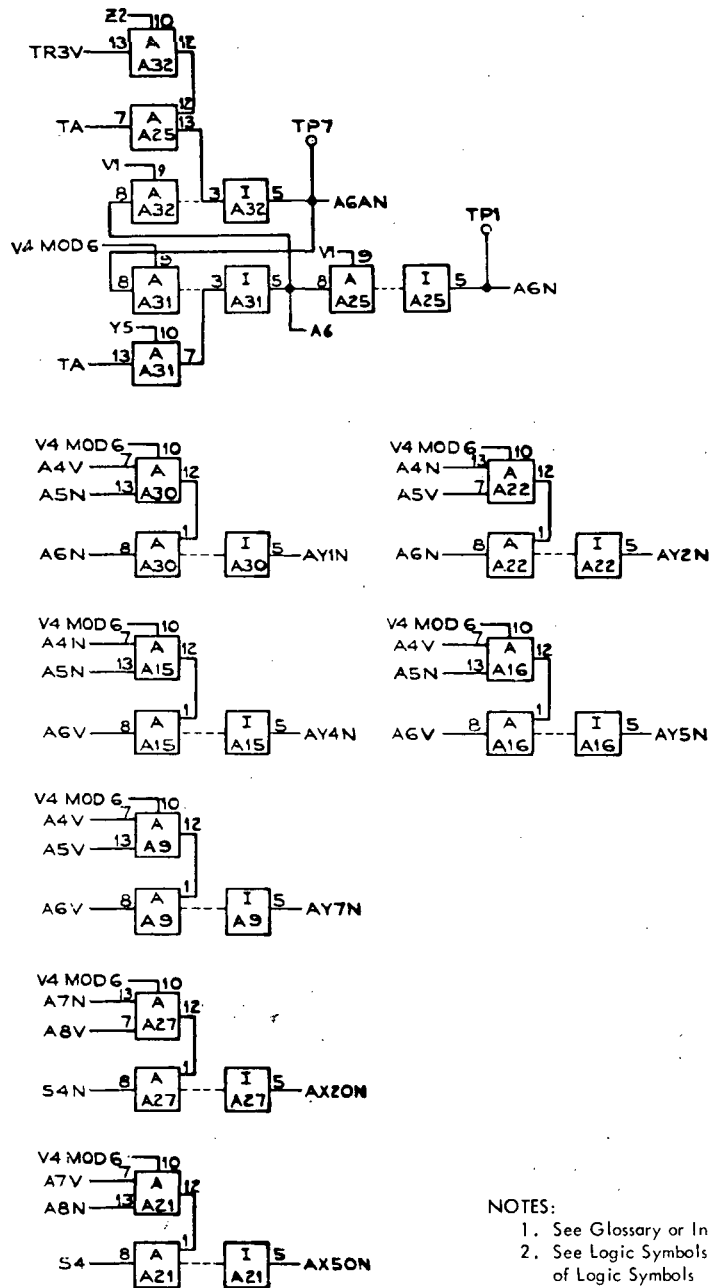 Z2 10
TR3V 13 A 12
A32
12
TA 7 A 13
A25
TP7
V1 9
8 A 3 I 5 A6AN
A32 A32
TP1
V4 MOD 6 9 V1 9
8 A 3 I 5 8 A I 5 A6N
A31 A31 A25 A25
Y5 10 A6
TA 13 A 7
A31
V4 MOD 6 10
A4V 7 A 12
A5N 13 A30
1
A6N 8 A I 5 AY1N
A30 A30
V4 MOD 6 10
A4N 13 A 12
A5V 7 A22
1
A6N 8 A I 5 AY2N
A22 A22
V4 MOD 6 10
A4N 7 A 12
A5N 13 A15
1
A6V 8 A I 5 AY4N
A15 A15
V4 MOD 6 10
A4V 7 A 12
A5N 13 A16
1
A6V 8 A I 5 AY5N
A16 A16
V4 MOD 6 10
A4V 7 A 12
A5V 13 A9
1
A6V 8 A I 5 AY7N
A9 A9
V4 MOD 6 10
A7N 13 A 12
A8V 7 A27
1
S4N 8 A I 5 AX20N
A27 A27
V4 MOD 6 10
A7V 7 A 12
A8N 13 A21
1
S4 8 A I 5 AX50N
A21 A21
NOTES:
1. See Glossary or In
2. See Logic Symbols
of Logic Symbols